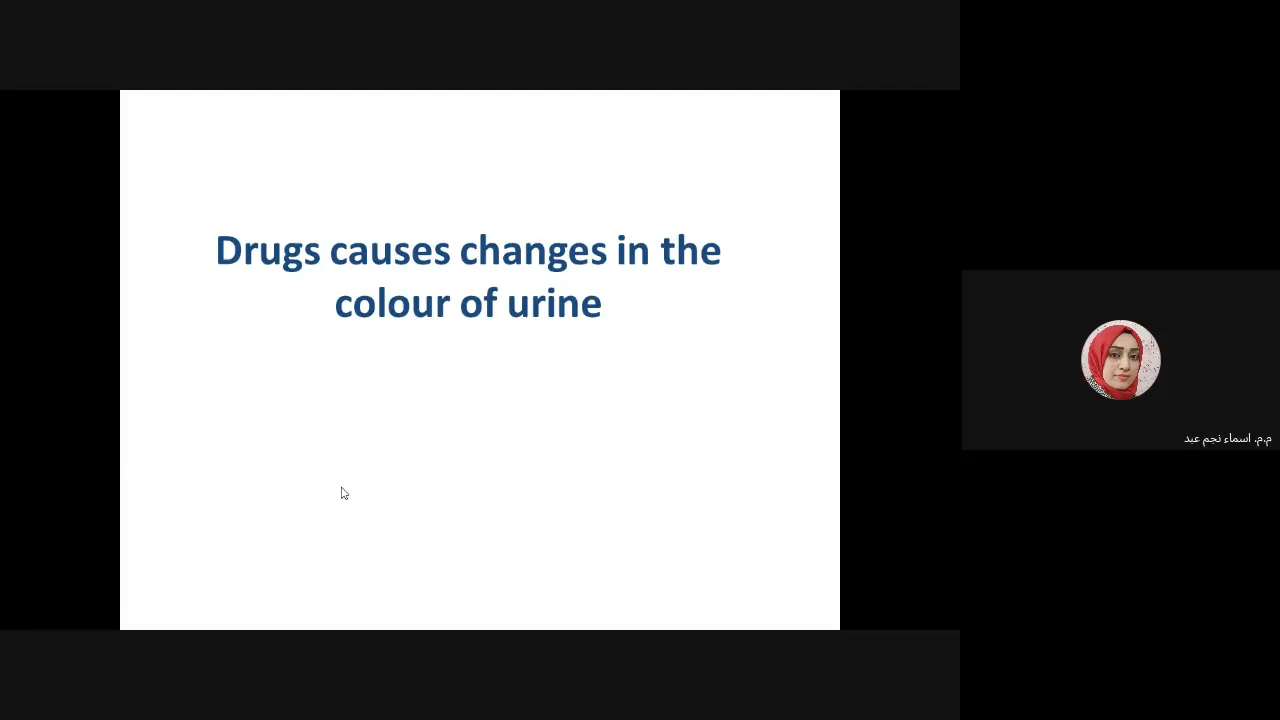 Drugs causes changes in the
colour of urine
م.م. اسماء نجم عبد